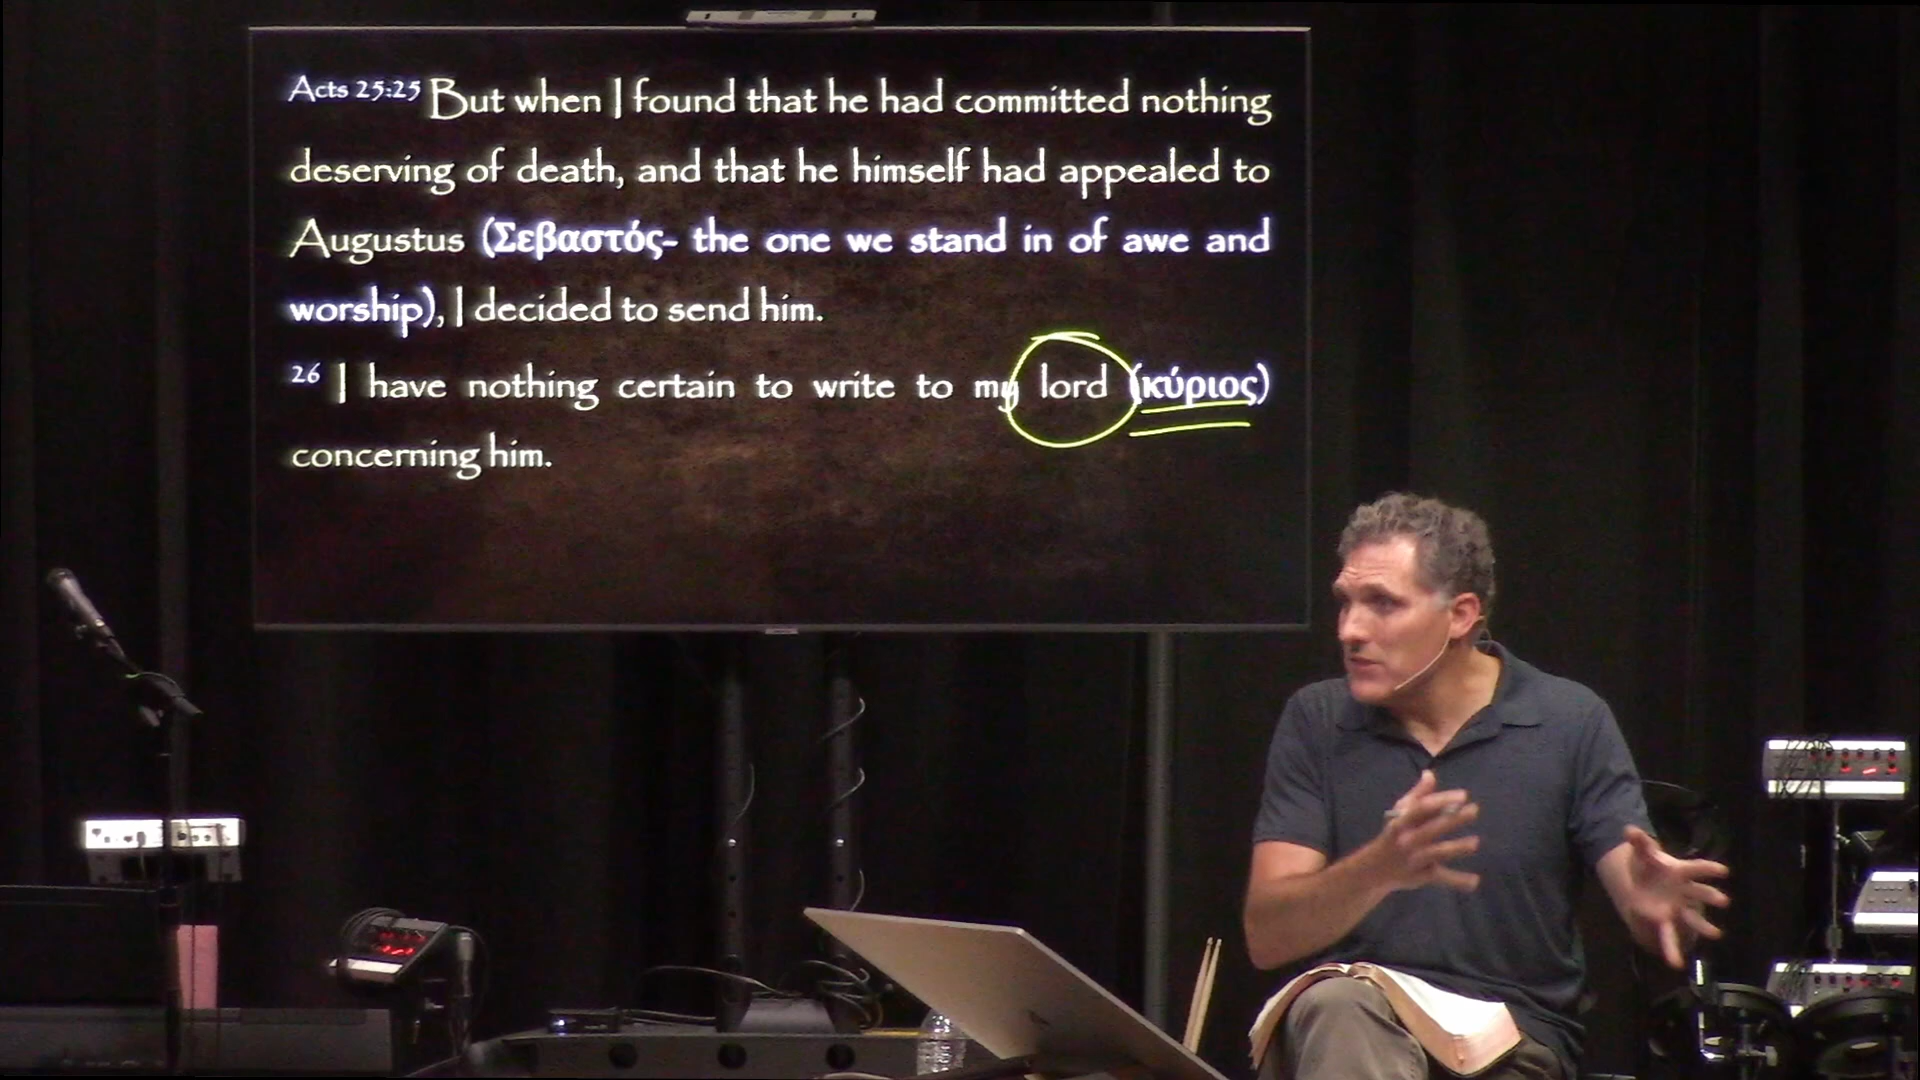 Acts 25:25 But when I found that he had committed nothing
deserving of death, and that he himself had appealed to
Augustus (Σεβαστός- the one we stand in of awe and
worship), I decided to send him.
26 I have nothing certain to write to my lord (κύριος)
concerning him.